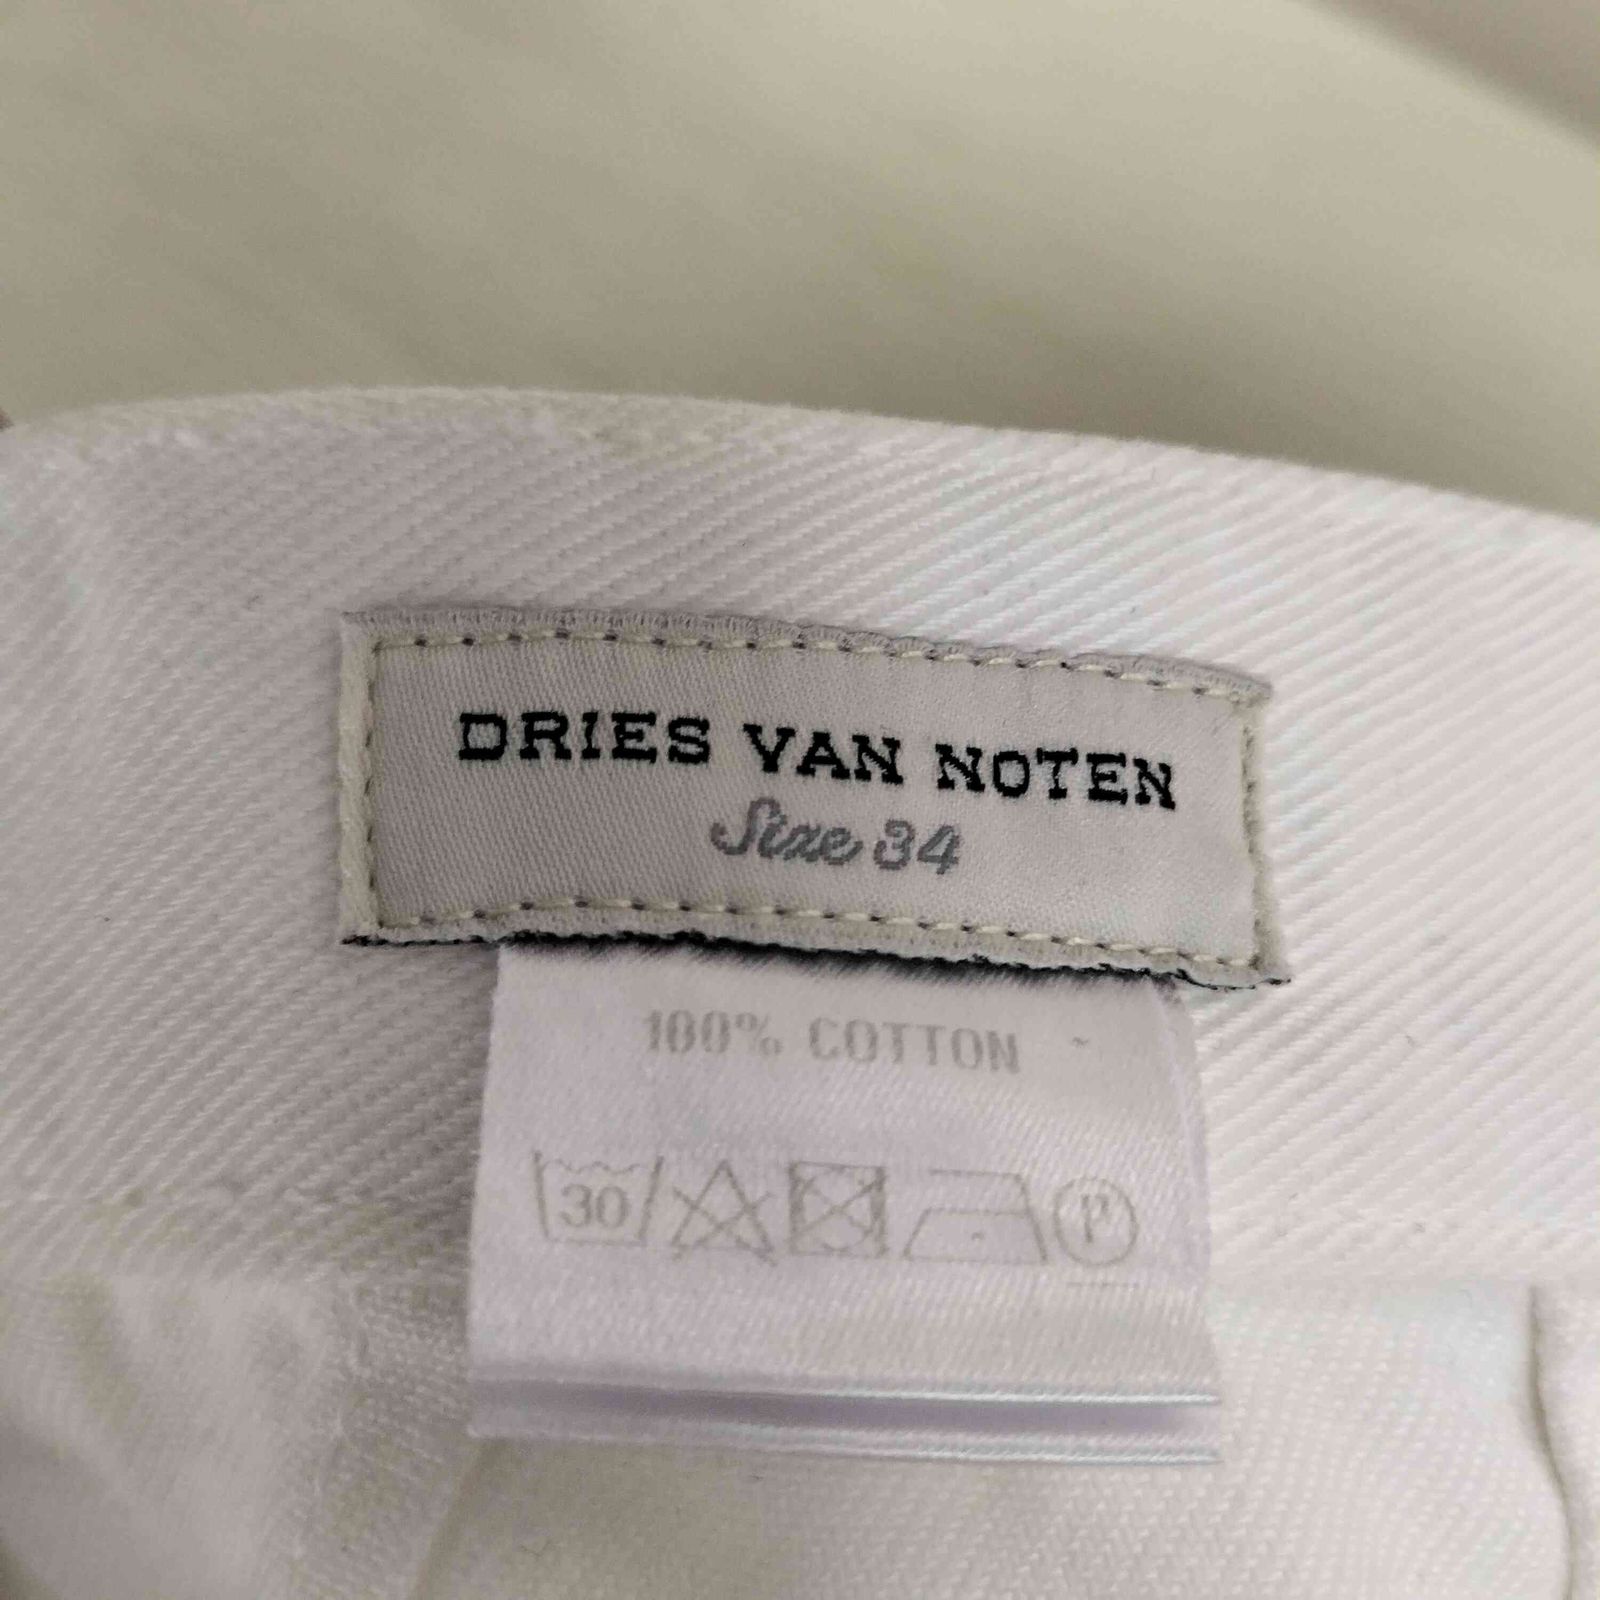 DRIES VAN NOTEN
Size 34
100% COTTON
30
P